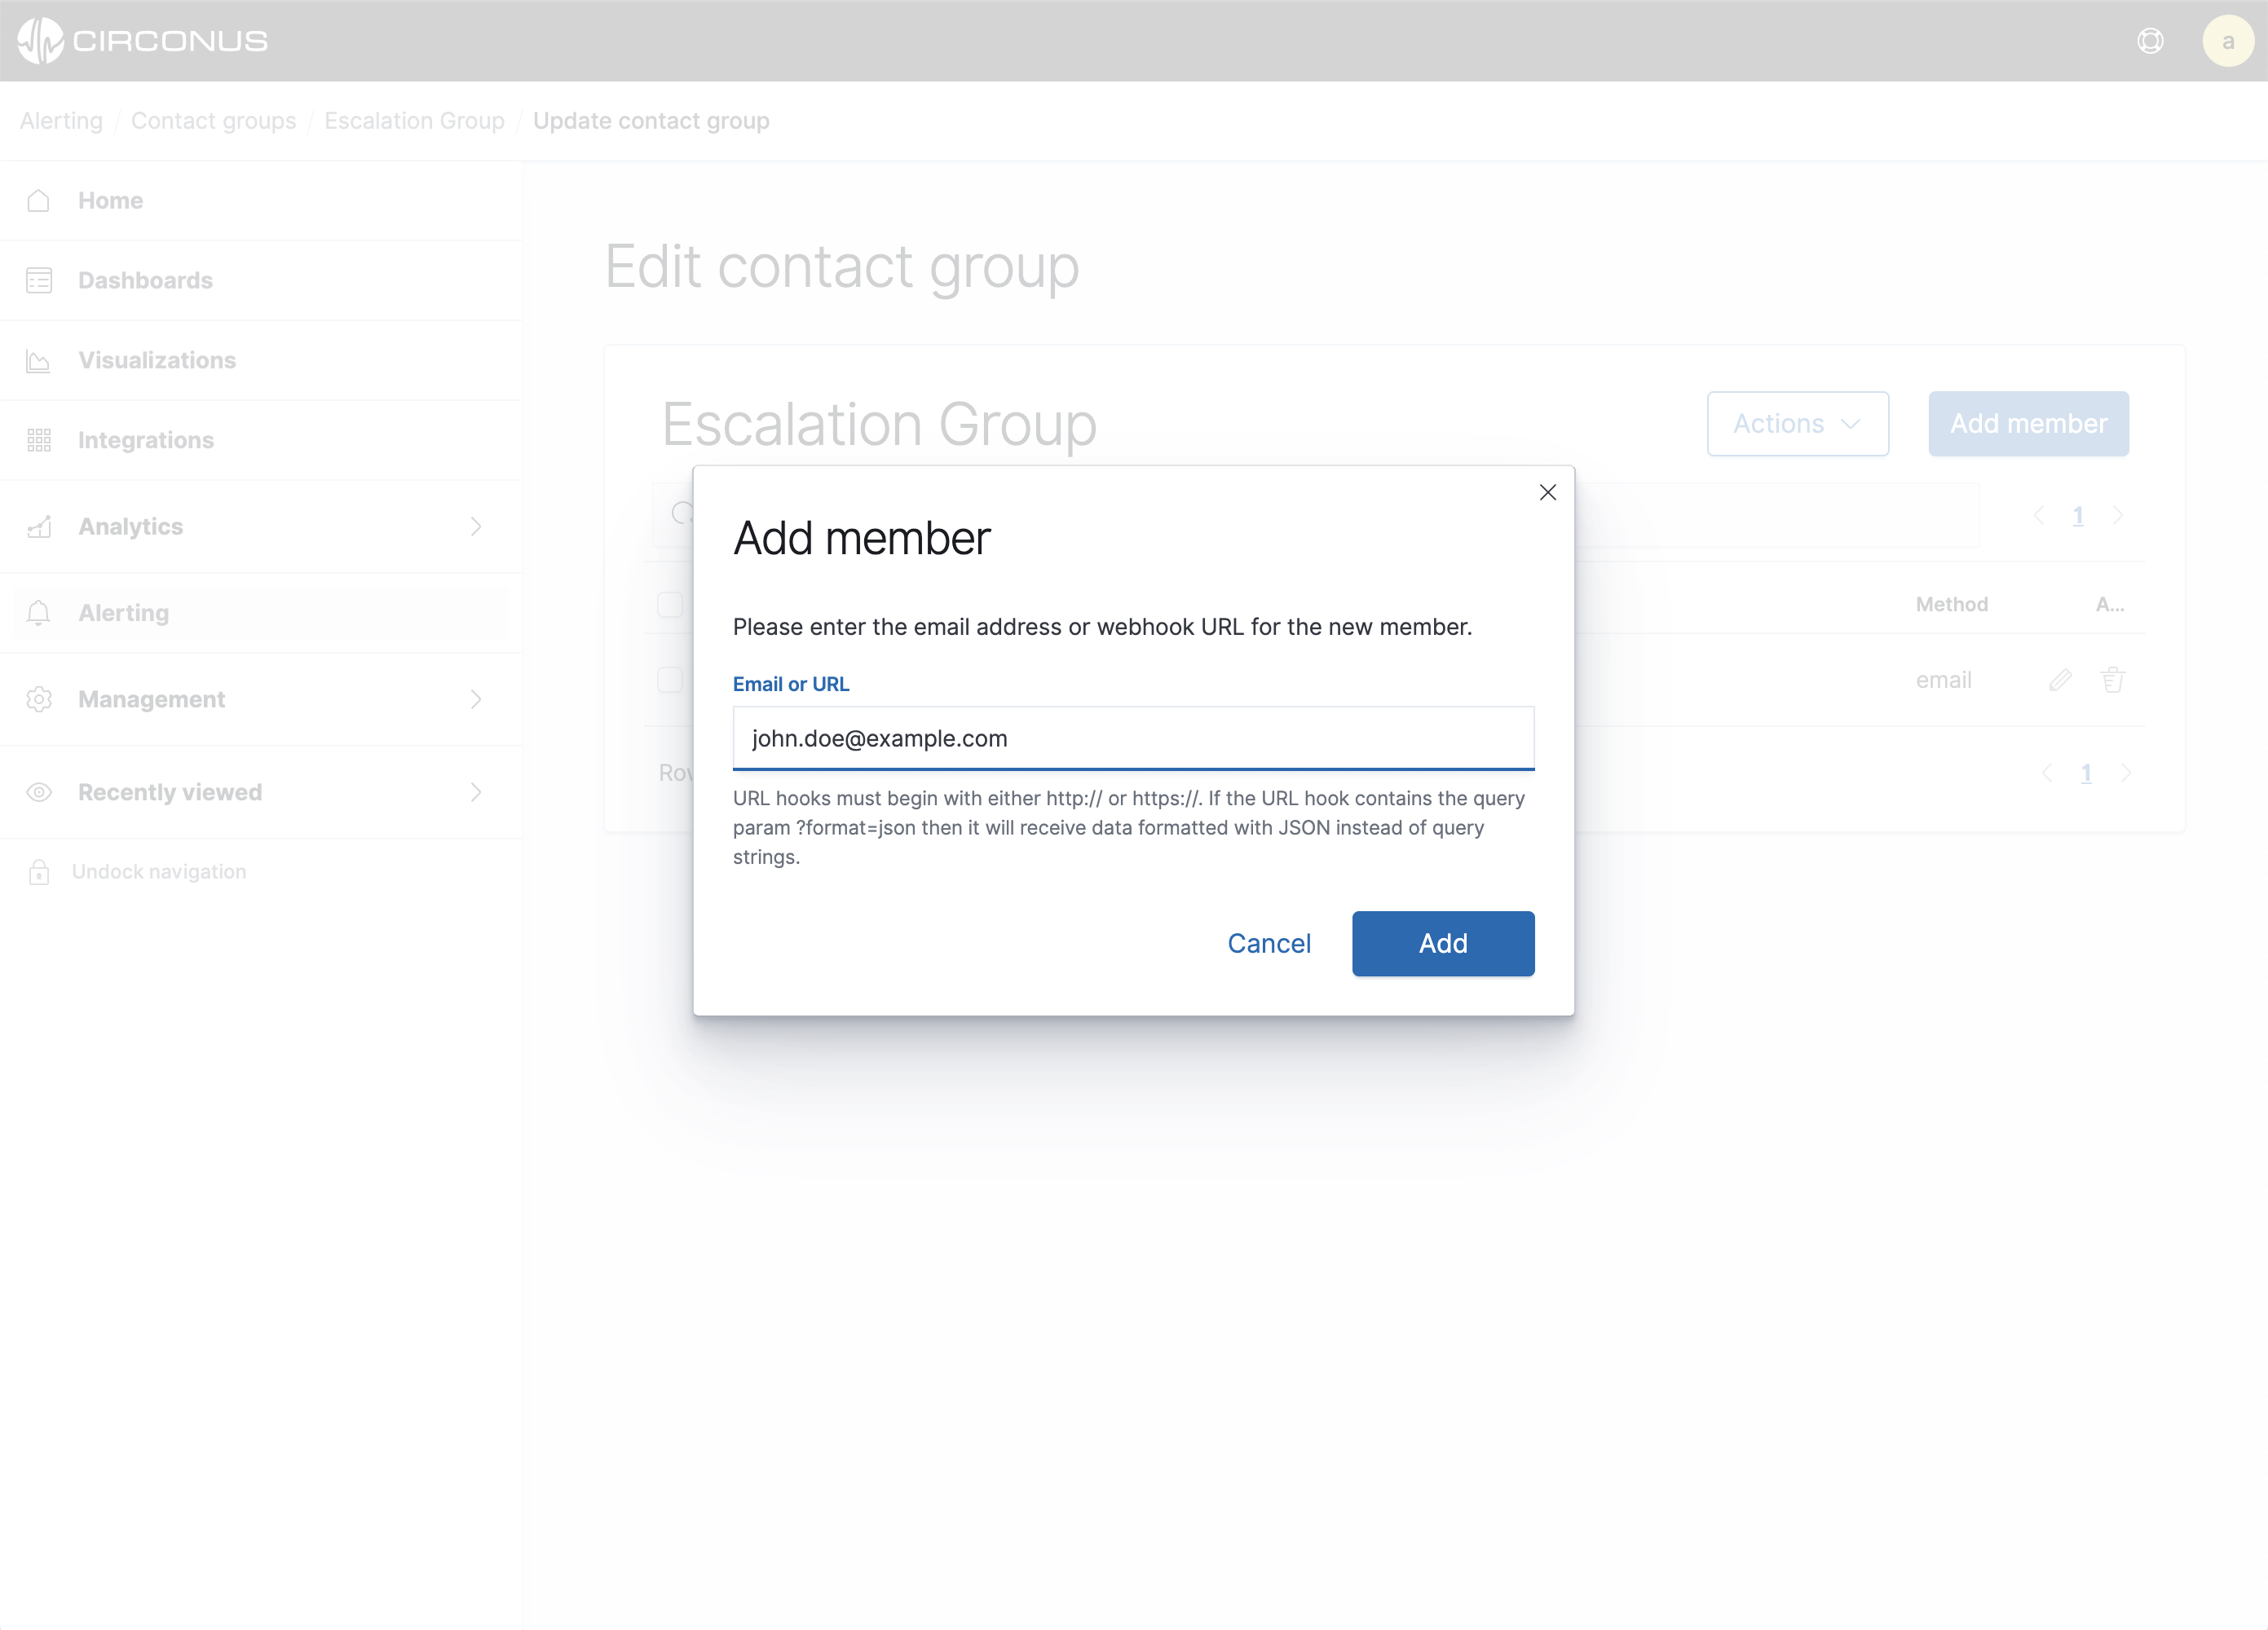 CIRCONUS
a
Alerting / Contact groups / Escalation Group / Update contact group
Home
Dashboards
Visualizations
Integrations
Analytics
Alerting
Management
Recently viewed
Undock navigation
Edit contact group
Escalation Group
Actions
Add member
1
Method
A...
email
1
Add member
Please enter the email address or webhook URL for the new member.
Email or URL
john.doe@example.com
URL hooks must begin with either http:// or https://. If the URL hook contains the query
param ?format=json then it will receive data formatted with JSON instead of query
strings.
Cancel
Add